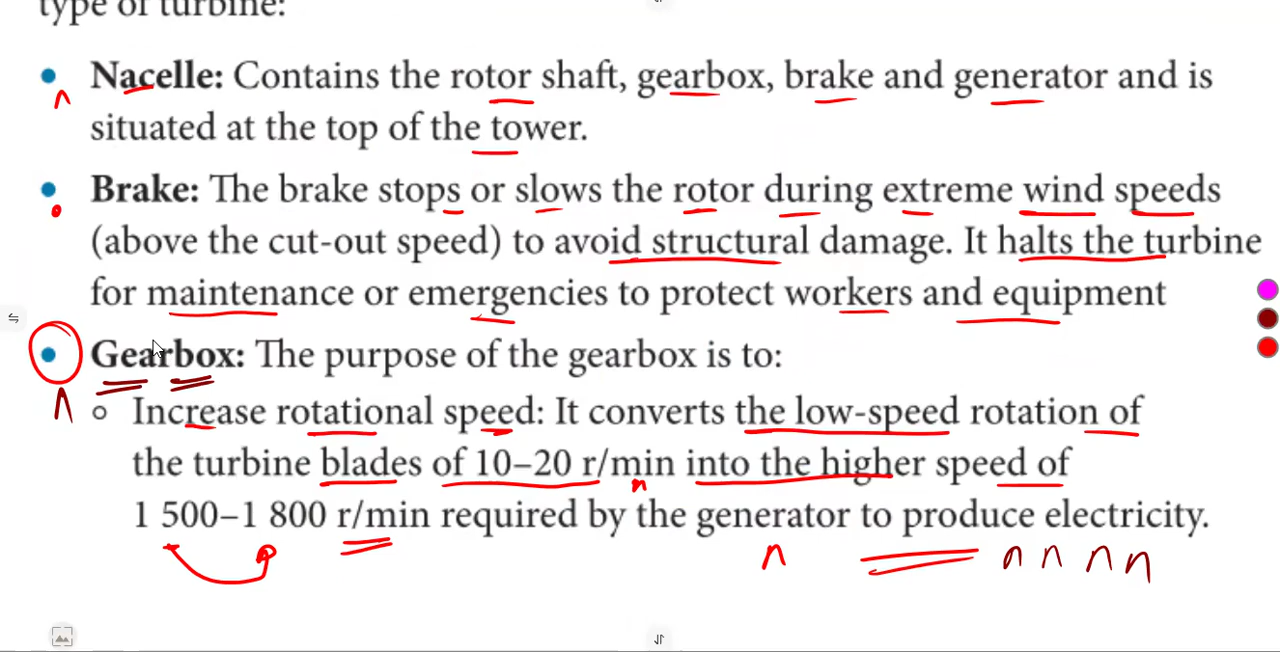 type of turbine:
• Nacelle: Contains the rotor shaft, gearbox, brake and generator and is
situated at the top of the tower.
• Brake: The brake stops or slows the rotor during extreme wind speeds
(above the cut-out speed) to avoid structural damage. It halts the turbine
for maintenance or emergencies to protect workers and equipment
• Gearbox: The purpose of the gearbox is to:
○ Increase rotational speed: It converts the low-speed rotation of
the turbine blades of 10–20 r/min into the higher speed of
1 500–1 800 r/min required by the generator to produce electricity.